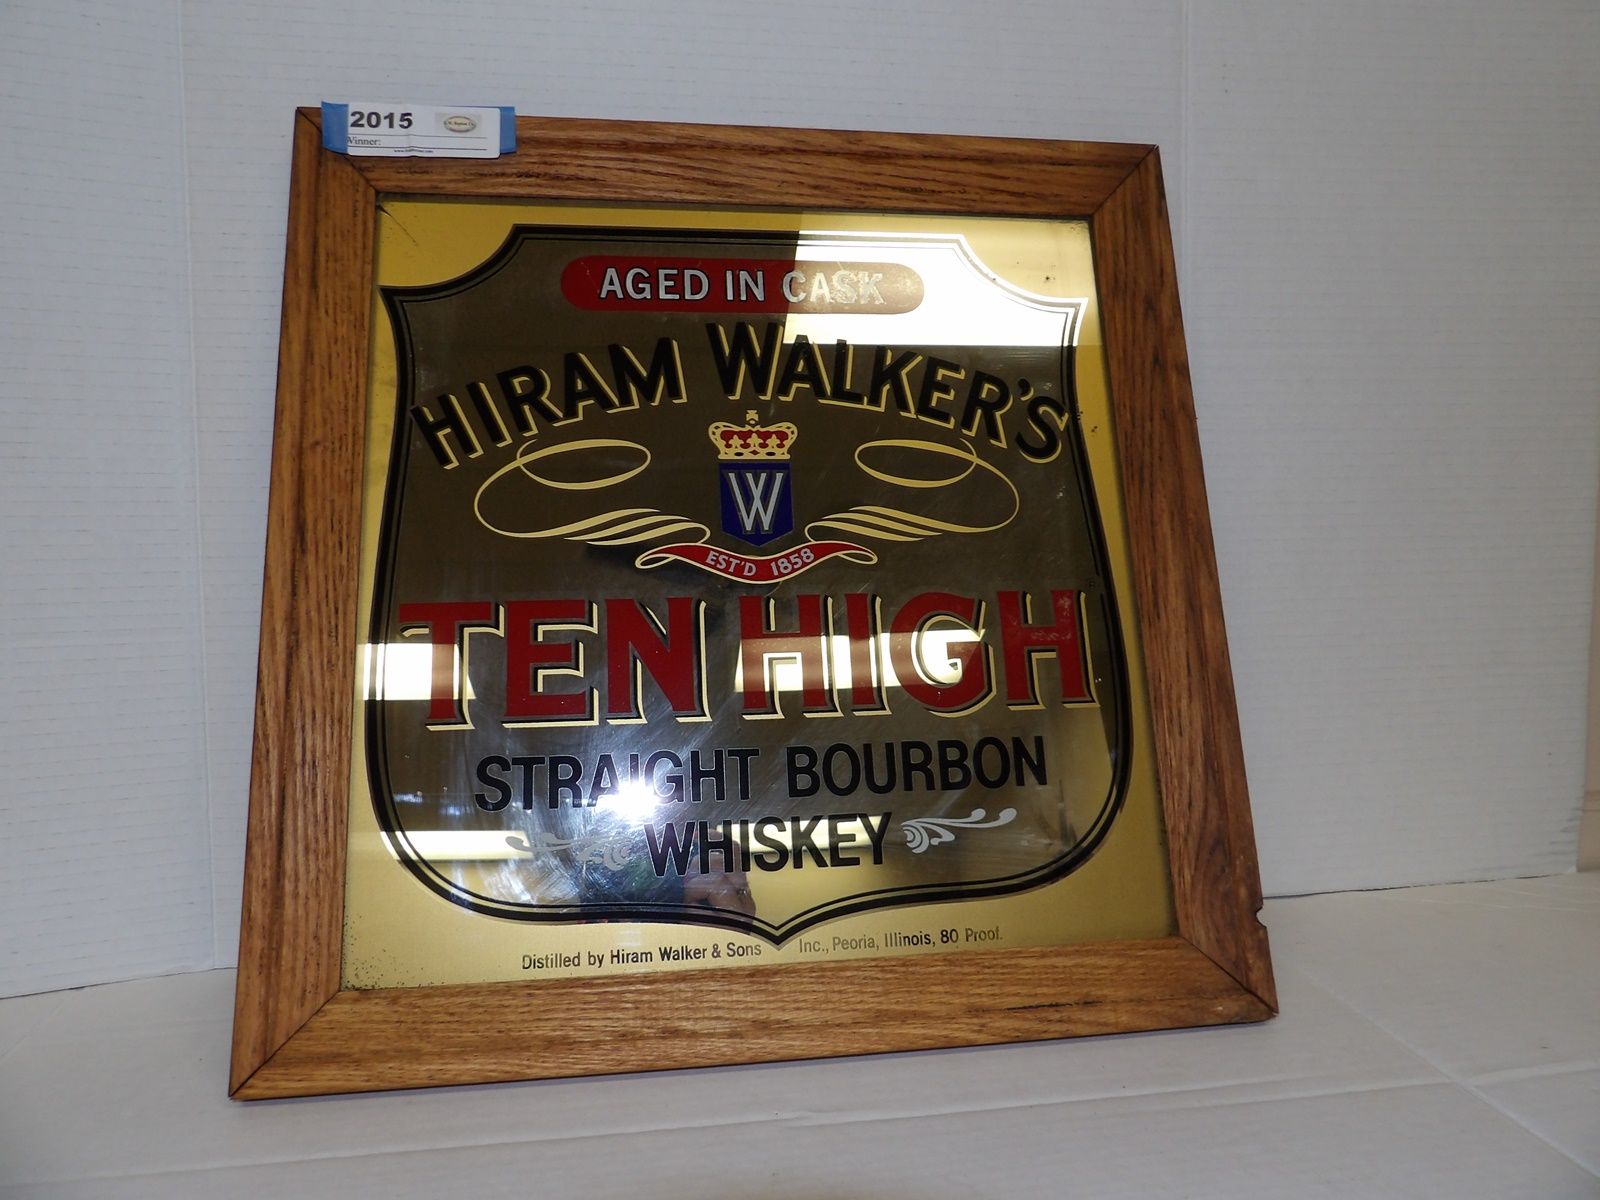 2015
Winner:
AGED IN CASK
HIRAM WALKER'S
W
EST'D 1858
TEN HIGH®
STRAIGHT BOURBON
WHISKEY
Distilled by Hiram Walker & Sons Inc., Peoria, Illinois, 80 Proof.